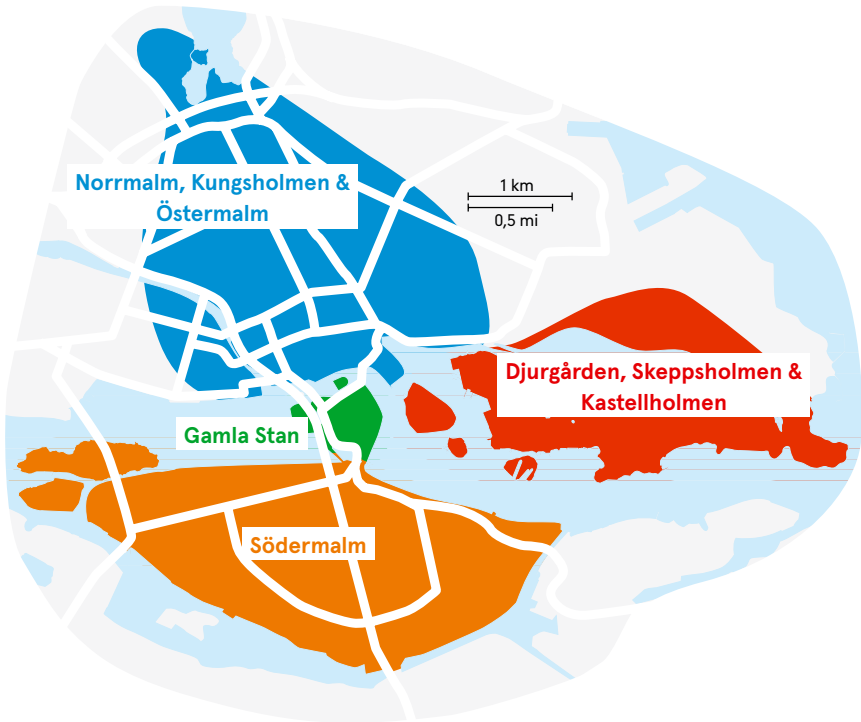 Norrmalm, Kungsholmen &
Östermalm
1 km
0,5 mi
Djurgården, Skeppsholmen &
Kastellholmen
Gamla Stan
Södermalm